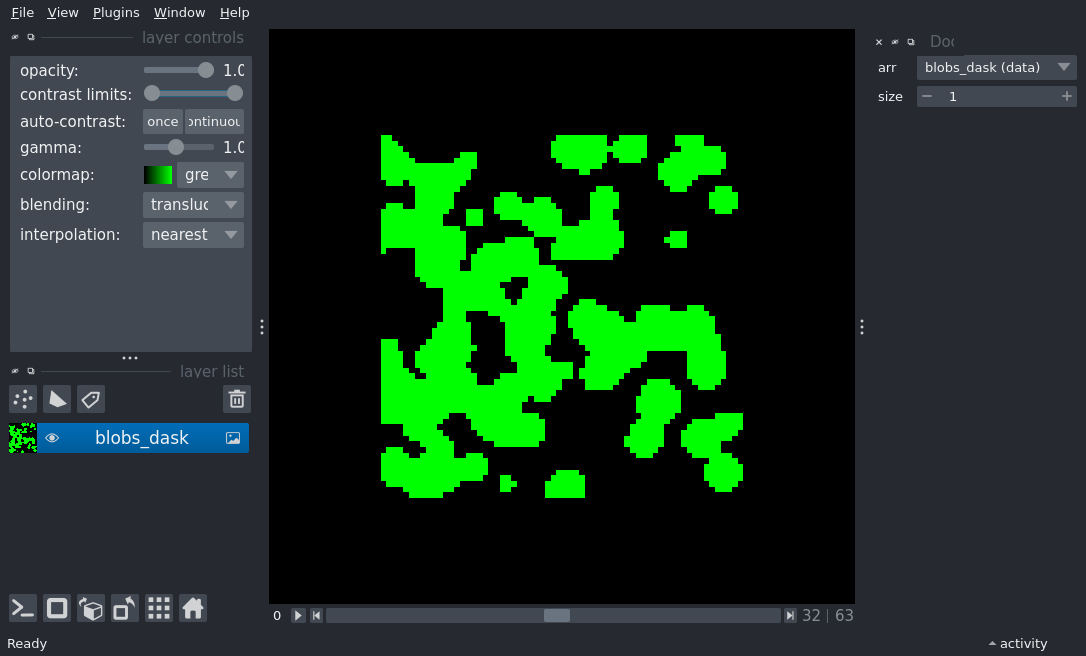 File View Plugins Window Help
layer controls
opacity: 1.0
contrast limits:
auto-contrast: once ontinuou
gamma: 1.0
colormap: gre
blending: transluc
interpolation: nearest
layer list
blobs_dask
0 32 | 63
Ready
Doc
arr blobs_dask (data)
size − 1 +
activity